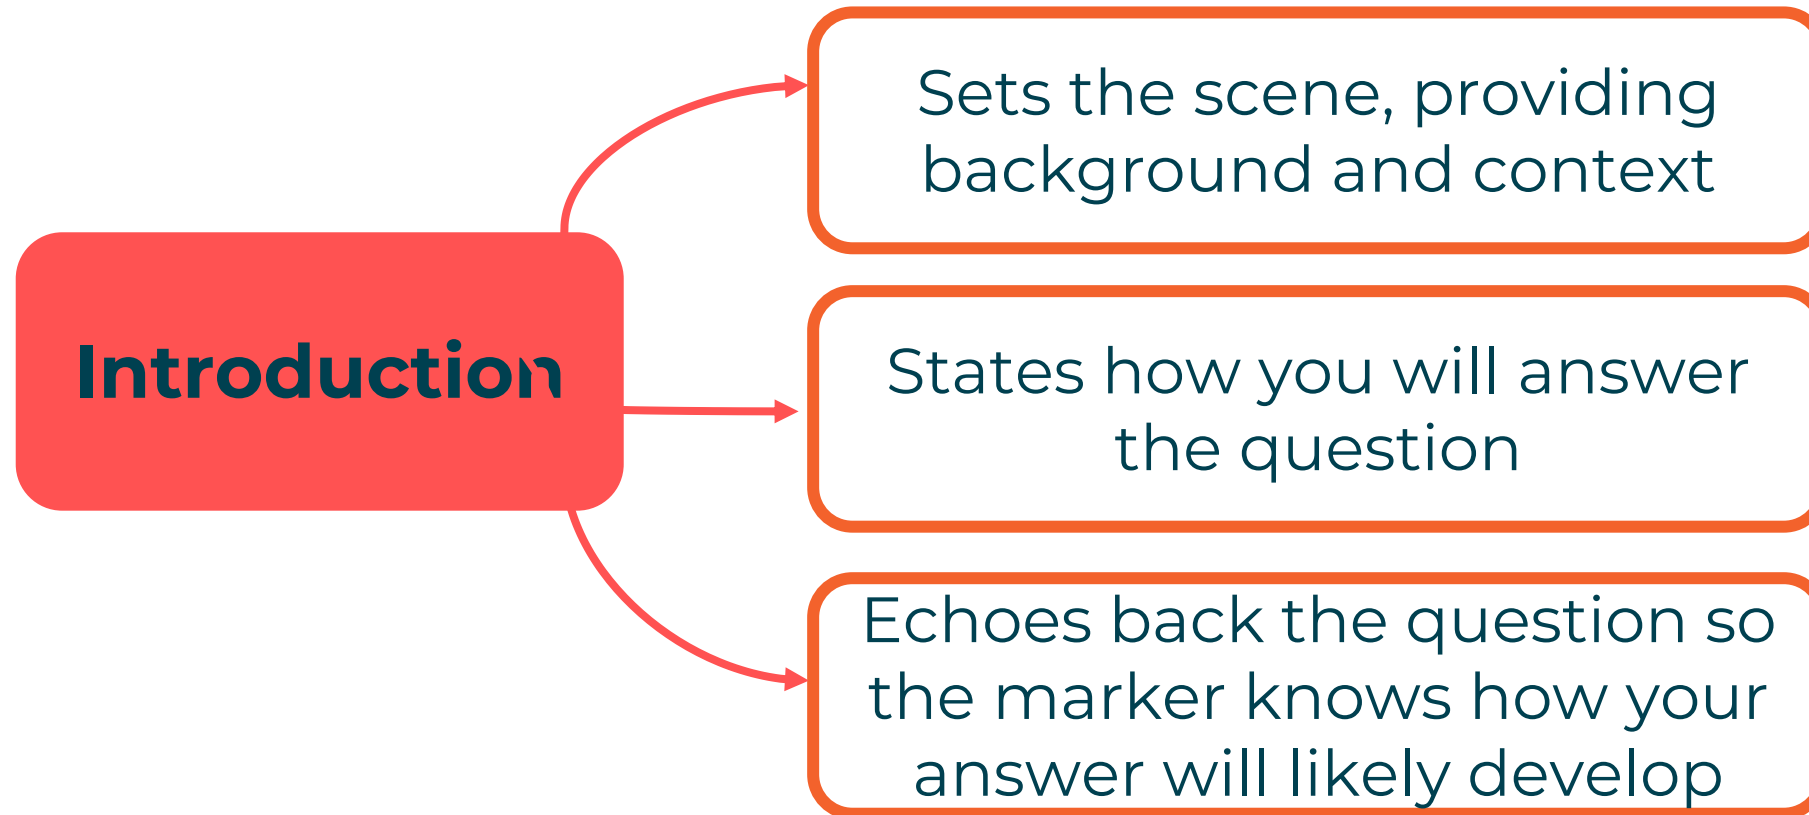 Sets the scene, providing
background and context
Introduction
States how you will answer
the question
Echoes back the question so
the marker knows how your
answer will likely develop